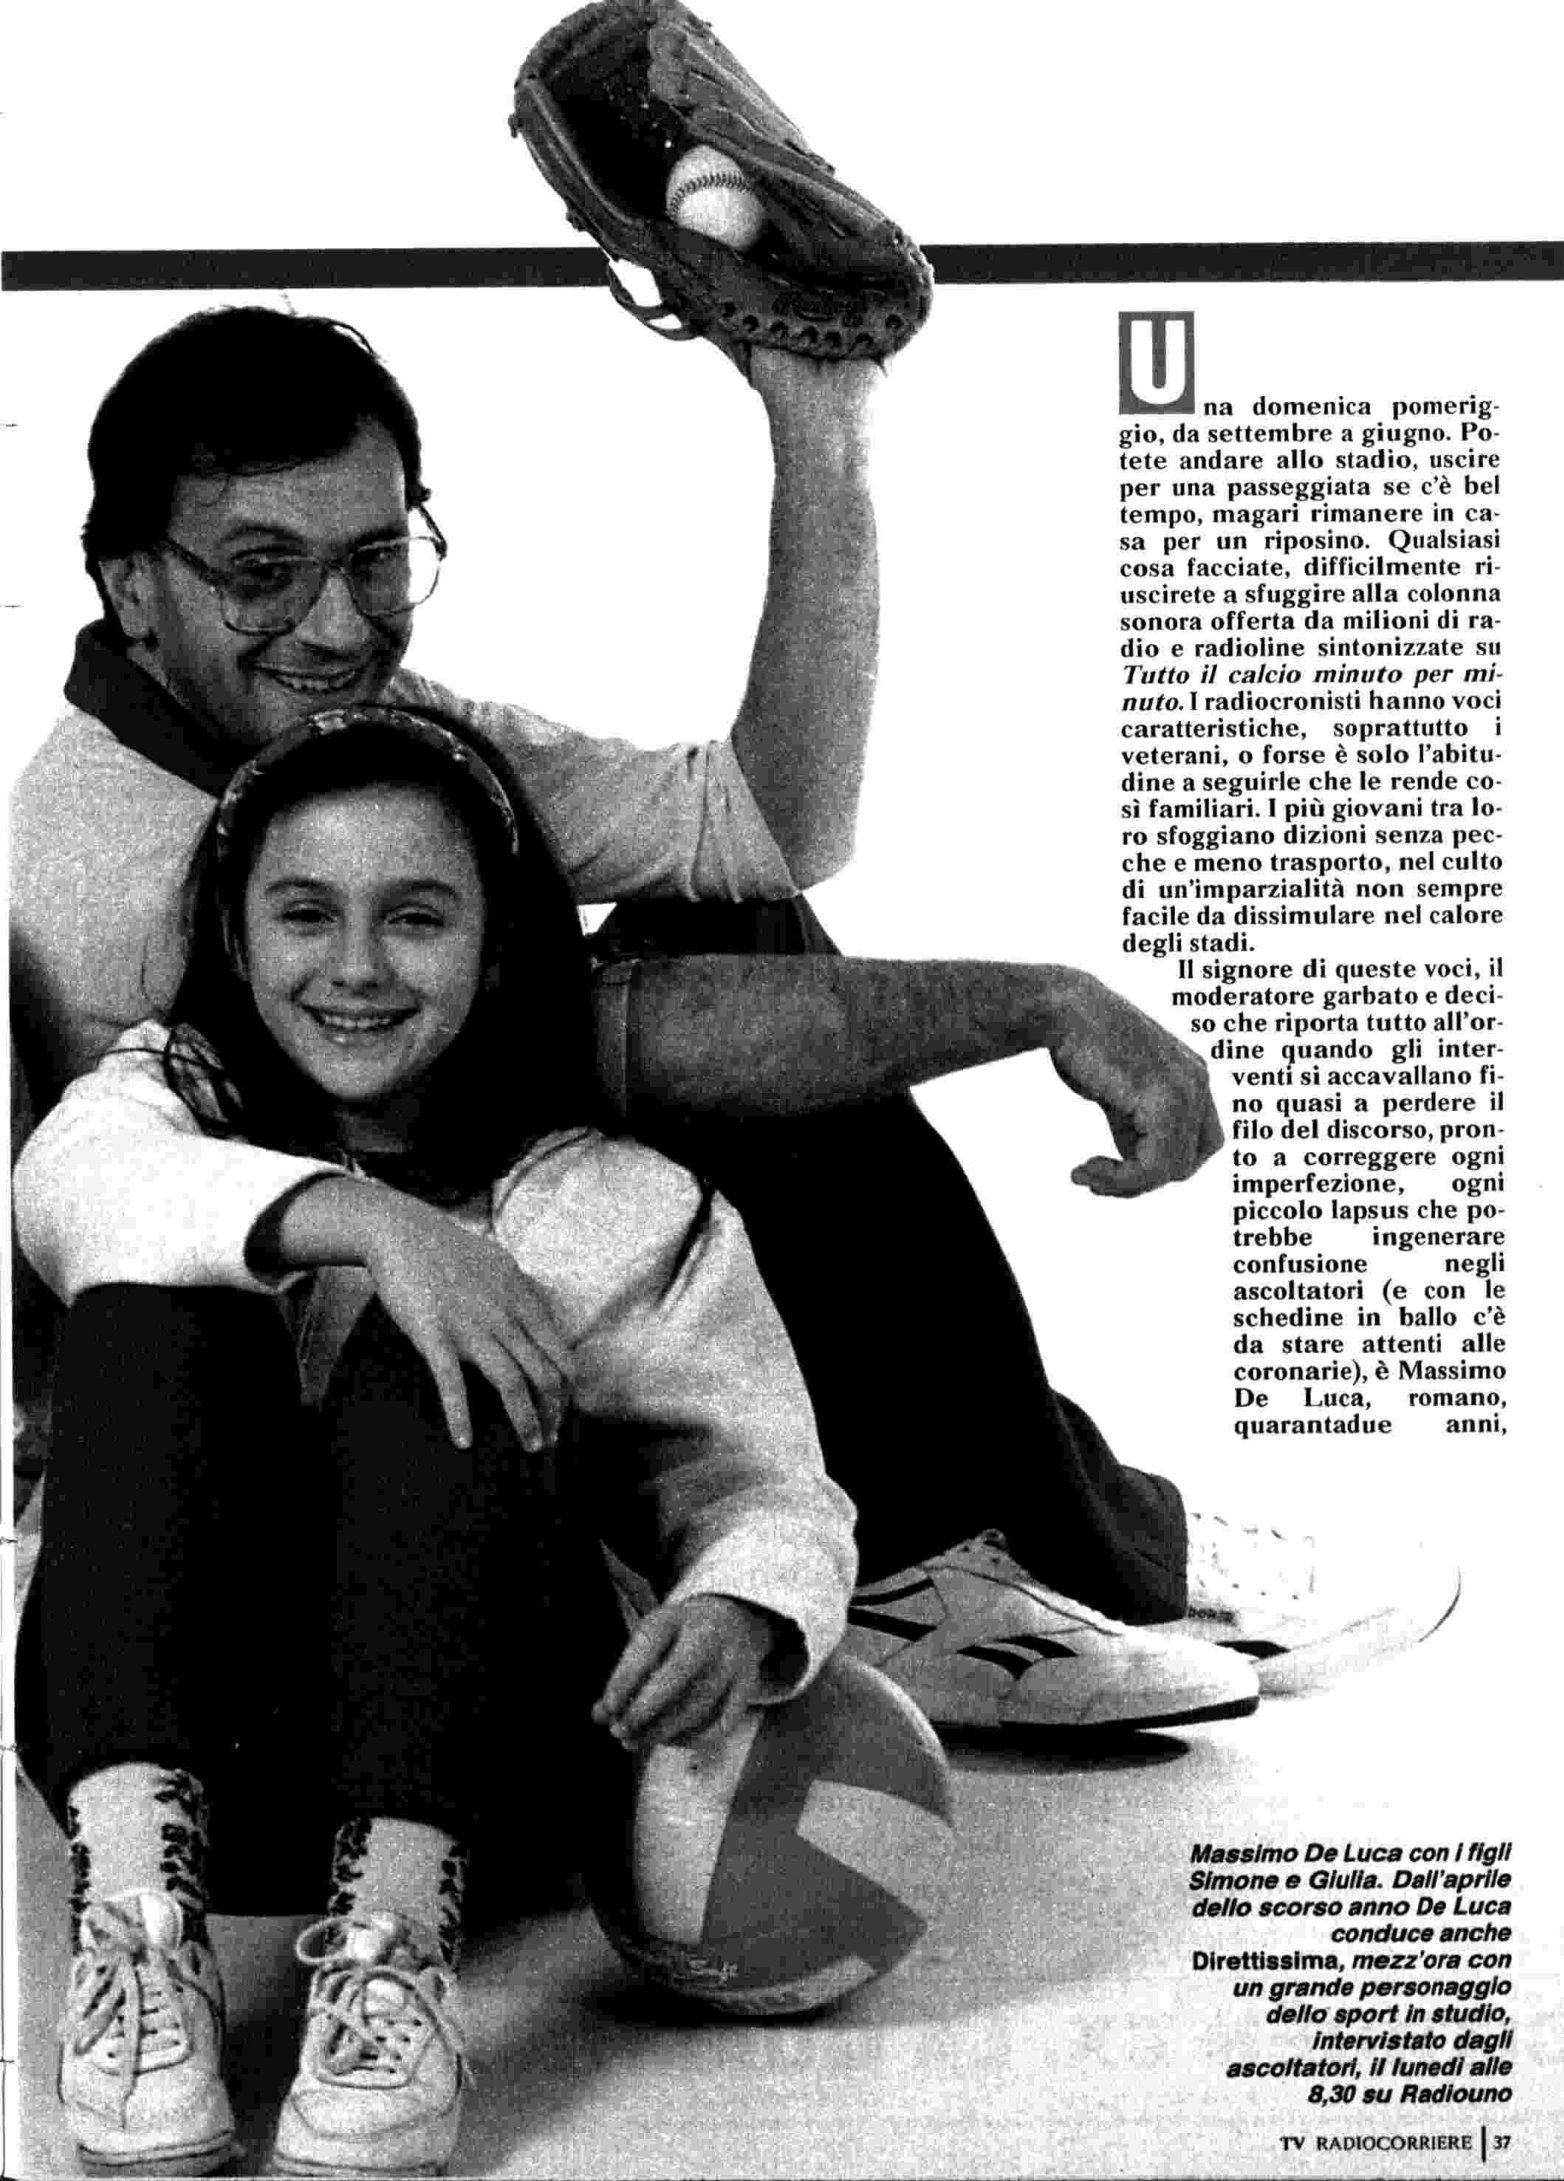 Una domenica pomerig-
gio, da settembre a giugno. Po-
tete andare allo stadio, uscire
per una passeggiata se c'è bel
tempo, magari rimanere in ca-
sa per un riposino. Qualsiasi
cosa facciate, difficilmente ri-
uscirete a sfuggire alla colonna
sonora offerta da milioni di ra-
dio e radioline sintonizzate su
Tutto il calcio minuto per mi-
nuto. I radiocronisti hanno voci
caratteristiche, soprattutto i
veterani, o forse è solo l'abitu-
dine a seguirle che le rende co-
sì familiari. I più giovani tra lo-
ro sfoggiano dizioni senza pec-
che e meno trasporto, nel culto
di un'imparzialità non sempre
facile da dissimulare nel calore
degli stadi.
Il signore di queste voci, il
moderatore garbato e deci-
so che riporta tutto all'or-
dine quando gli inter-
venti si accavallano fi-
no quasi a perdere il
filo del discorso, pron-
to a correggere ogni
imperfezione, ogni
piccolo lapsus che po-
trebbe ingenerare
confusione negli
ascoltatori (e con le
schedine in ballo c'è
da stare attenti alle
coronarie), è Massimo
De Luca, romano,
quarantadue anni,
Massimo De Luca con i figli
Simone e Giulia. Dall'aprile
dello scorso anno De Luca
conduce anche
Direttissima, mezz'ora con
un grande personaggio
dello sport in studio,
intervistato dagli
ascoltatori, il lunedì alle
8,30 su Radiouno
TV RADIOCORRIERE | 37